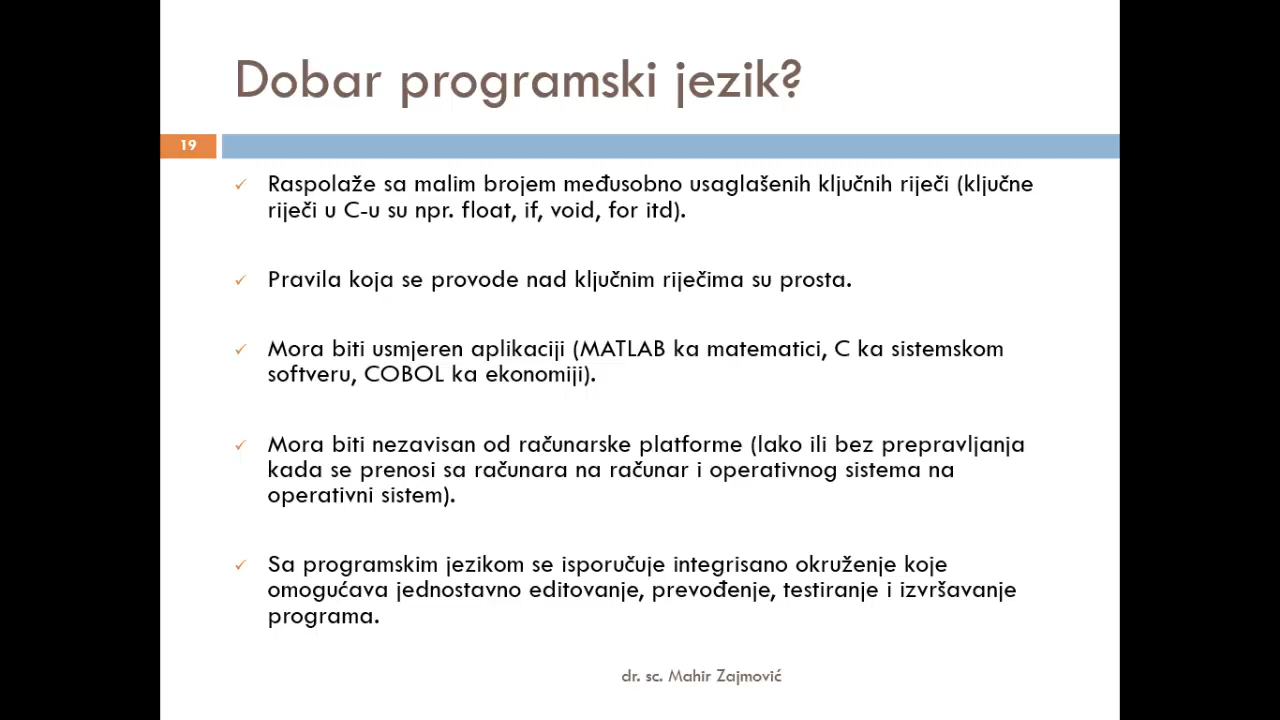 Dobar programski jezik?
19
Raspolaže sa malim brojem međusobno usaglašenih ključnih riječi (ključne
riječi u C-u su npr. float, if, void, for itd).
Pravila koja se provode nad ključnim riječima su prosta.
Mora biti usmjeren aplikaciji (MATLAB ka matematici, C ka sistemskom
softveru, COBOL ka ekonomiji).
Mora biti nezavisan od računarske platforme (lako ili bez prepravljanja
kada se prenosi sa računara na računar i operativnog sistema na
operativni sistem).
Sa programskim jezikom se isporučuje integrisano okruženje koje
omogućava jednostavno editovanje, prevođenje, testiranje i izvršavanje
programa.
dr. sc. Mahir Zajmović